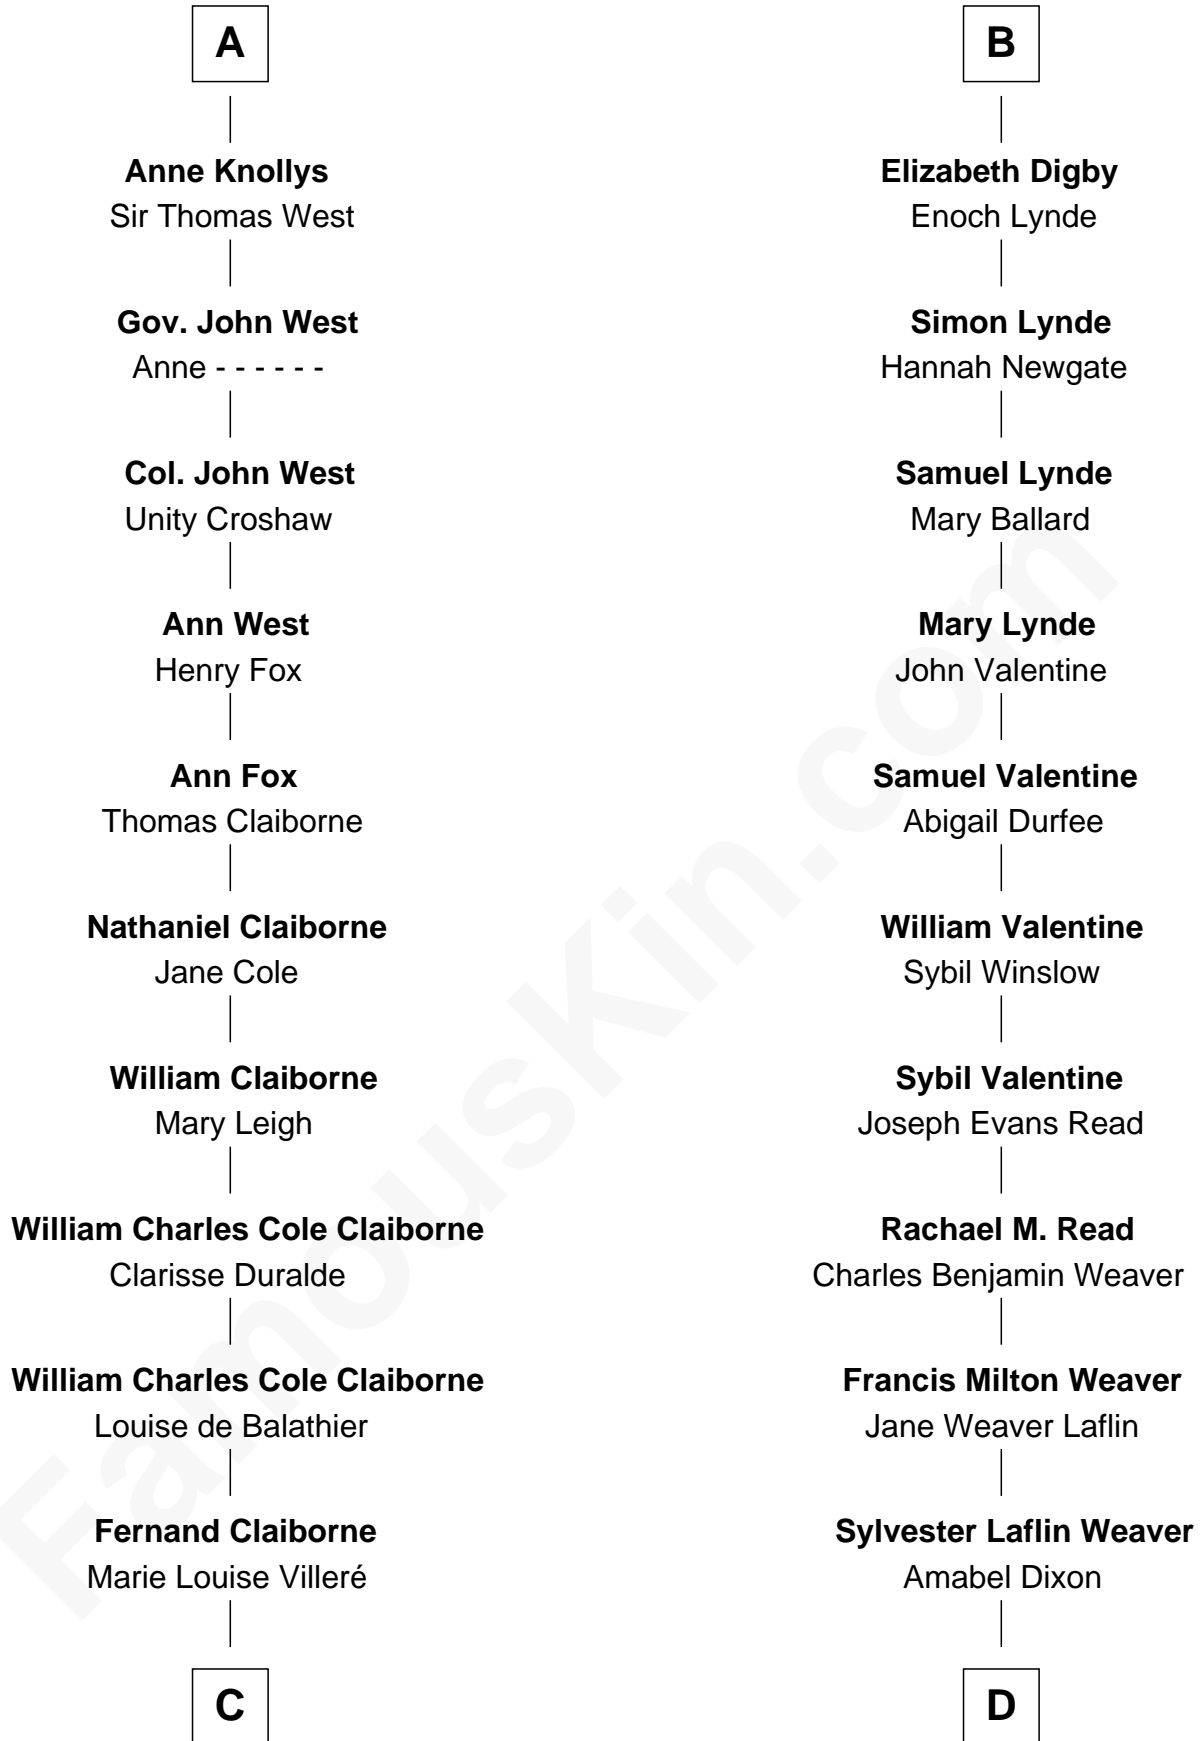 A
Anne Knollys
Sir Thomas West
Gov. John West
Anne - - - - - -
Col. John West
Unity Croshaw
Ann West
Henry Fox
Ann Fox
Thomas Claiborne
Nathaniel Claiborne
Jane Cole
William Claiborne
Mary Leigh
William Charles Cole Claiborne
Clarisse Duralde
William Charles Cole Claiborne
Louise de Balathier
Fernand Claiborne
Marie Louise Villeré
C
B
Elizabeth Digby
Enoch Lynde
Simon Lynde
Hannah Newgate
Samuel Lynde
Mary Ballard
Mary Lynde
John Valentine
Samuel Valentine
Abigail Durfee
William Valentine
Sybil Winslow
Sybil Valentine
Joseph Evans Read
Rachael M. Read
Charles Benjamin Weaver
Francis Milton Weaver
Jane Weaver Laflin
Sylvester Laflin Weaver
Amabel Dixon
D
FamousKin.com